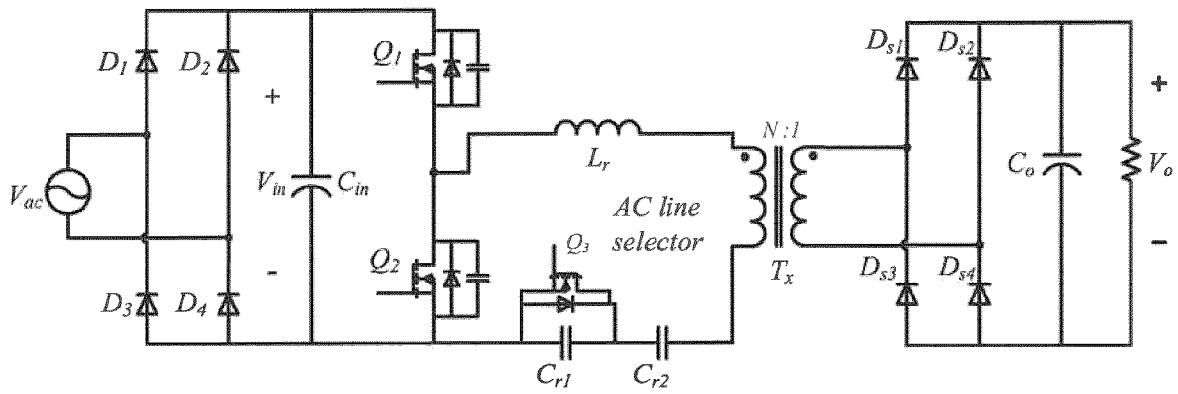 D1 D2
Q1
Ds1 Ds2
+
Vac
Vin Cin
-
Lr
N:1
AC line
selector
Tx
Co
+
Vo
-
Q2
Q3
D3 D4
Ds3 Ds4
Cr1 Cr2